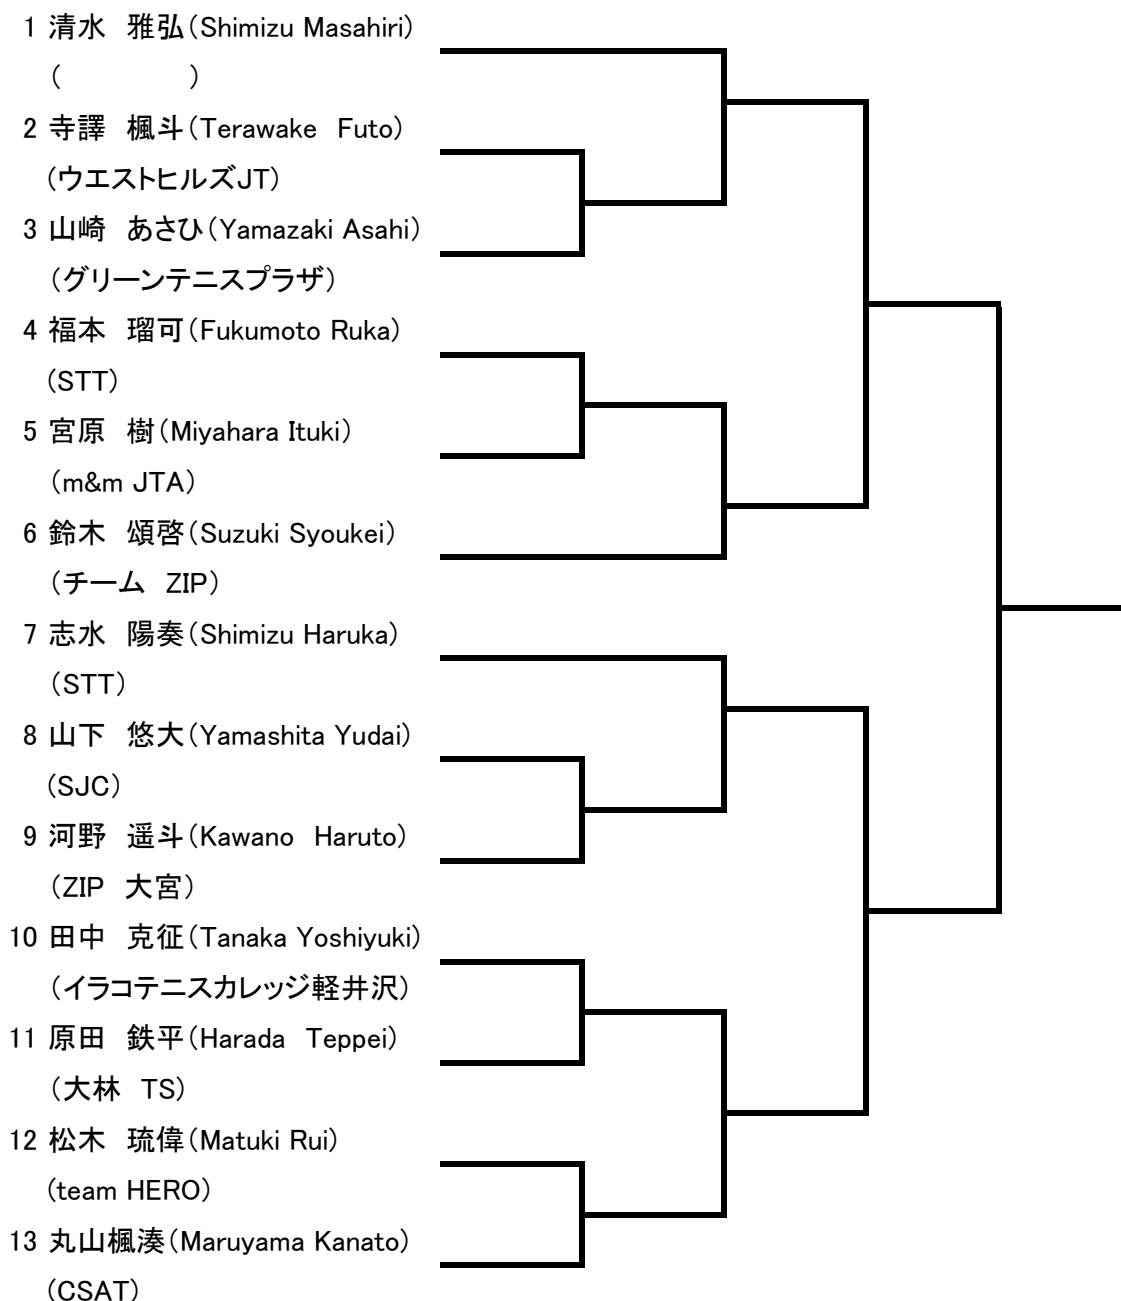 1 清水　雅弘(Shimizu Masahiri)
(　　　　　)
2 寺譯　楓斗(Terawake　Futo)
(ウエストヒルズJT)
3 山崎　あさひ(Yamazaki Asahi)
(グリーンテニスプラザ)
4 福本　瑠可(Fukumoto Ruka)
(STT)
5 宮原　樹(Miyahara Ituki)
(m&m JTA)
6 鈴木　頌啓(Suzuki Syoukei)
(チーム　ZIP)
7 志水　陽奏(Shimizu Haruka)
(STT)
8 山下　悠大(Yamashita Yudai)
(SJC)
9 河野　遥斗(Kawano　Haruto)
(ZIP　大宮)
10 田中　克征(Tanaka Yoshiyuki)
(イラコテニスカレッジ軽井沢)
11 原田　鉄平(Harada　Teppei)
(大林　TS)
12 松木　琉偉(Matuki Rui)
(team HERO)
13 丸山楓湊(Maruyama Kanato)
(CSAT)